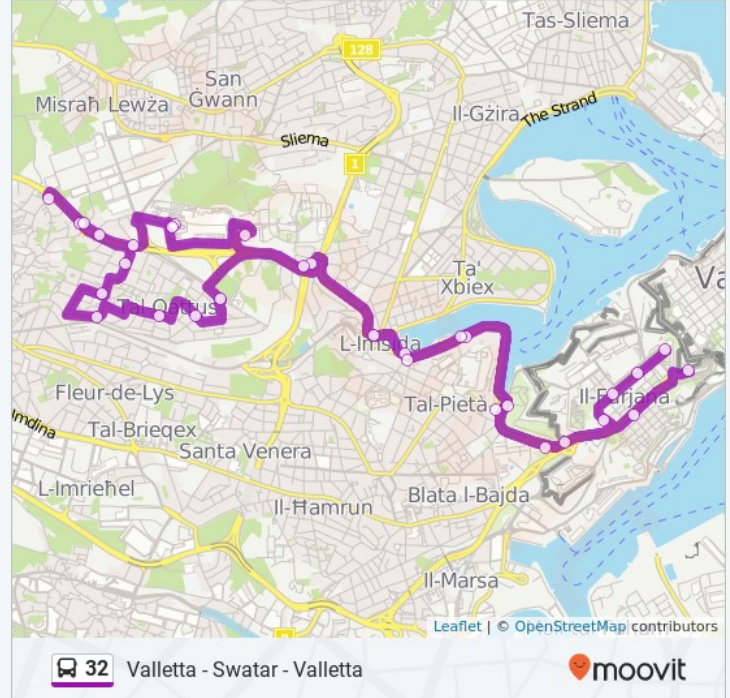 Tas-Sliema
128
San
Ġwann
Misraħ Lewża
Il-Gżira
The Strand
Sliema
1
Ta'
Xbiex
Va
Tal-Qattus
L-Imsida
Fleur-de-Lys
Tal-Pietà
Il-Furjana
Imdina
Tal-Brieqex
Santa Venera
L-Imrieħel
Blata l-Bajda
Il-Ħamrun
Il-Marsa
Leaflet | © OpenStreetMap contributors
32 Valletta - Swatar - Valletta
moovit